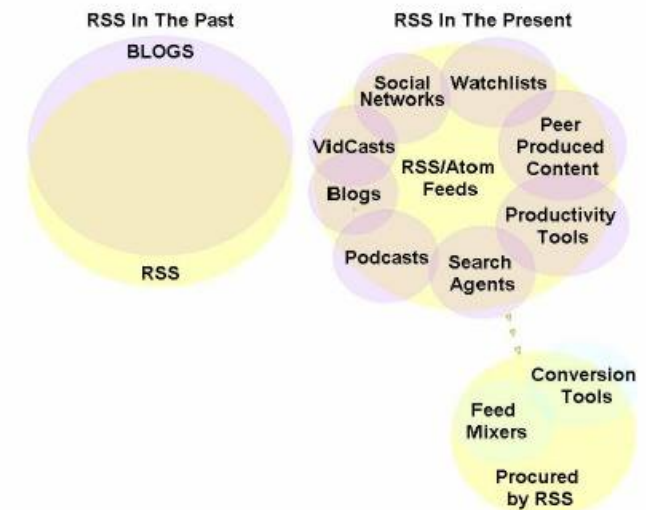 RSS In The Past
BLOGS
RSS
RSS In The Present
Social
Networks
Watchlists
Peer
Produced
Content
VidCasts
RSS/Atom
Feeds
Blogs
Productivity
Tools
Podcasts
Search
Agents
Conversion
Tools
Feed
Mixers
Procured
by RSS